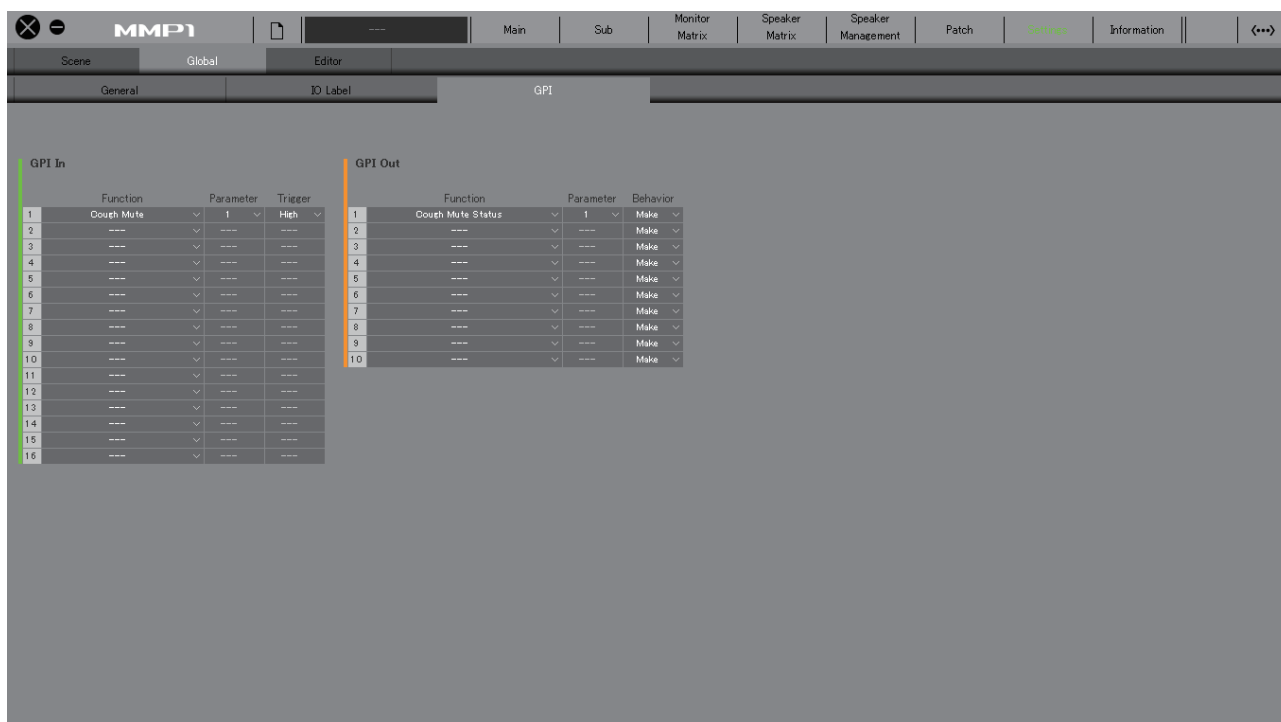 MMP1 --- Main Sub Monitor Matrix Speaker Matrix Speaker Management Patch Information
Scene Global Editor
General IO Label GPI
GPI In
Function Parameter Trigger
1 Cough Mute 1 High
2 --- --- ---
3 --- --- ---
4 --- --- ---
5 --- --- ---
6 --- --- ---
7 --- --- ---
8 --- --- ---
9 --- --- ---
10 --- --- ---
11 --- --- ---
12 --- --- ---
13 --- --- ---
14 --- --- ---
15 --- --- ---
16 --- --- ---
GPI Out
Function Parameter Behavior
1 Cough Mute Status 1 Make
2 --- --- Make
3 --- --- Make
4 --- --- Make
5 --- --- Make
6 --- --- Make
7 --- --- Make
8 --- --- Make
9 --- --- Make
10 --- --- Make